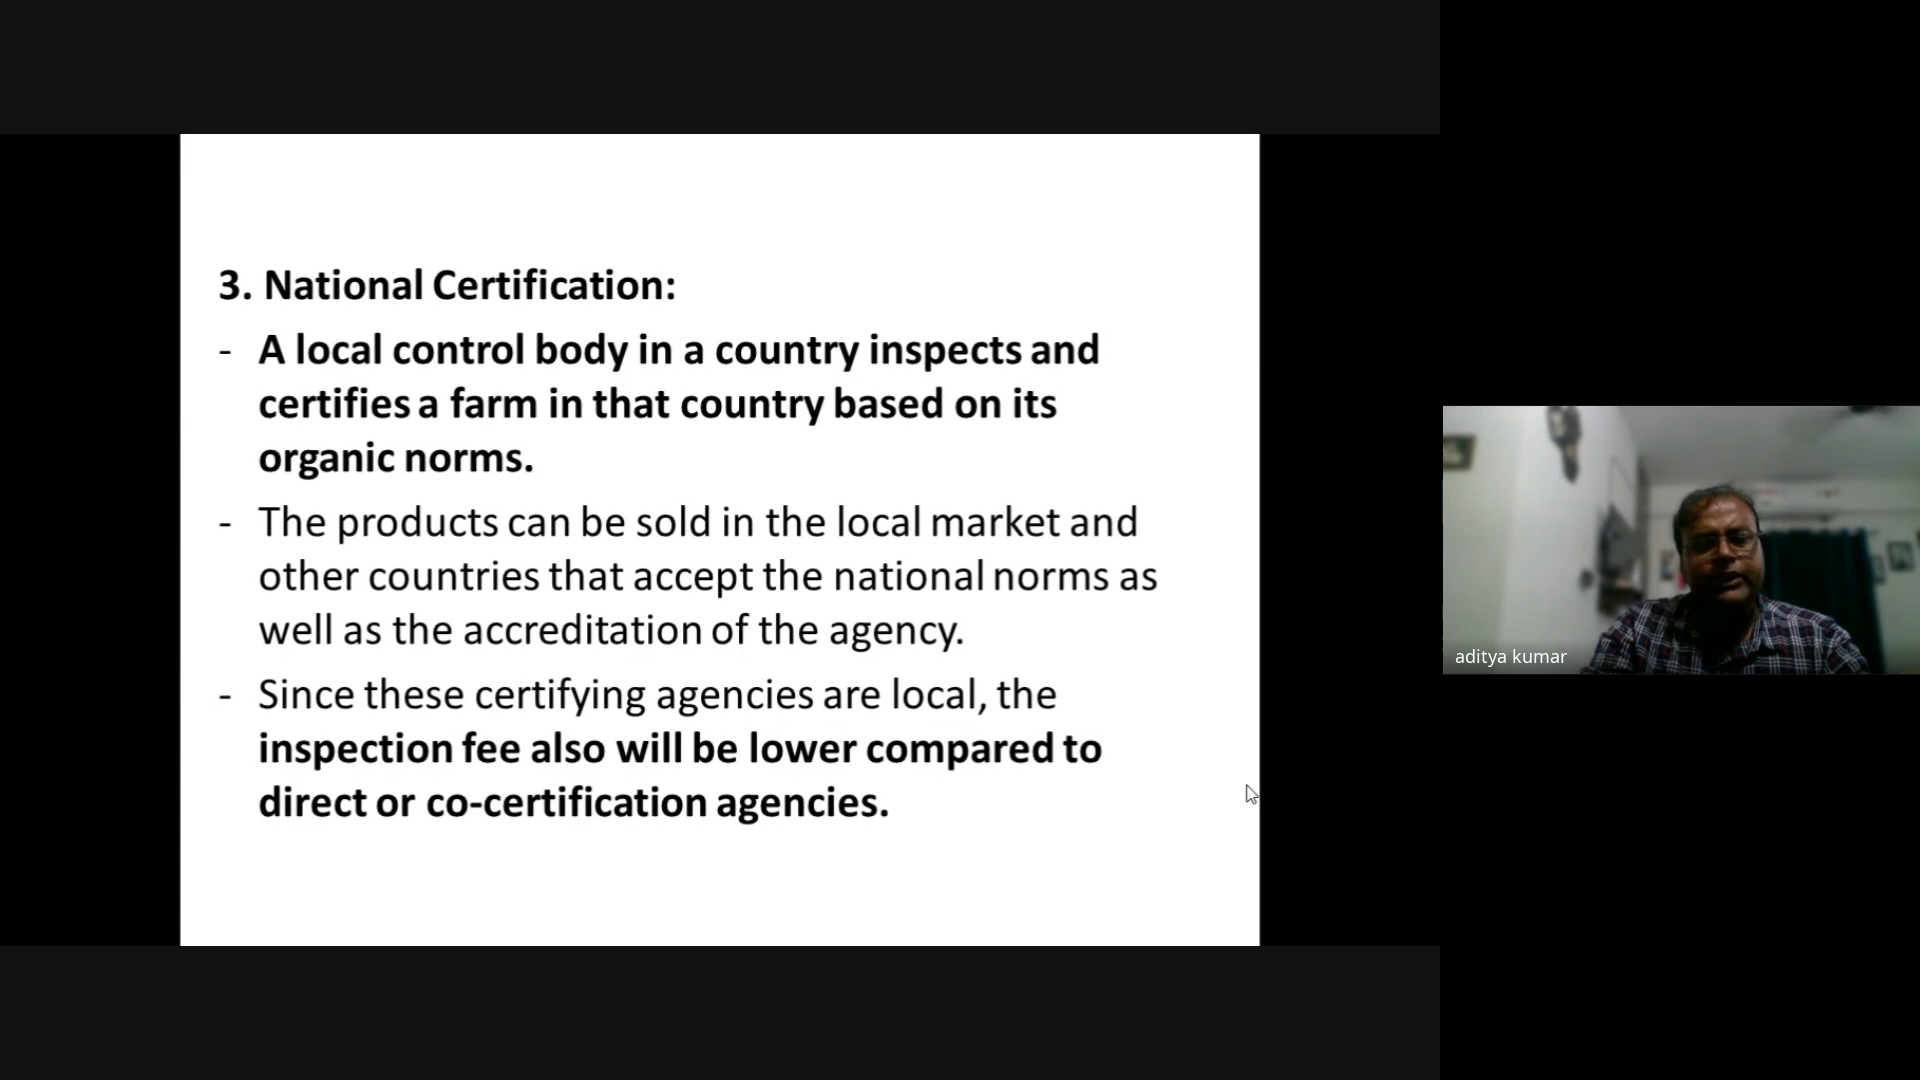 3. National Certification:
- A local control body in a country inspects and
certifies a farm in that country based on its
organic norms.
- The products can be sold in the local market and
other countries that accept the national norms as
well as the accreditation of the agency.
- Since these certifying agencies are local, the
inspection fee also will be lower compared to
direct or co-certification agencies.
aditya kumar